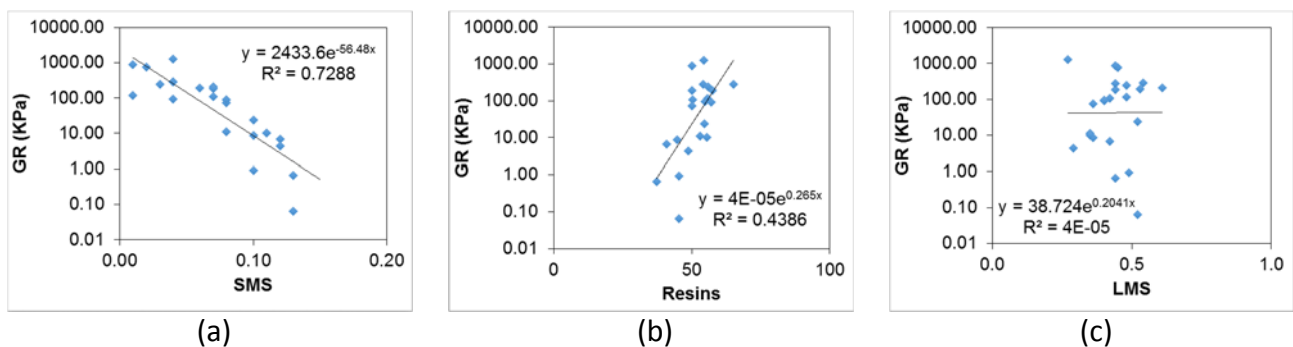 10000.00
1000.00
100.00
10.00
1.00
0.10
0.01
GR (KPa)
y = 2433.6e^-56.48x
R² = 0.7288
0.00 0.10 0.20
SMS
(a)
10000.00
1000.00
100.00
10.00
1.00
0.10
0.01
GR (KPa)
y = 4E-05e^0.265x
R² = 0.4386
0 50 100
Resins
(b)
10000.00
1000.00
100.00
10.00
1.00
0.10
0.01
GR (KPa)
y = 38.724e^0.2041x
R² = 4E-05
0.0 0.5 1.0
LMS
(c)